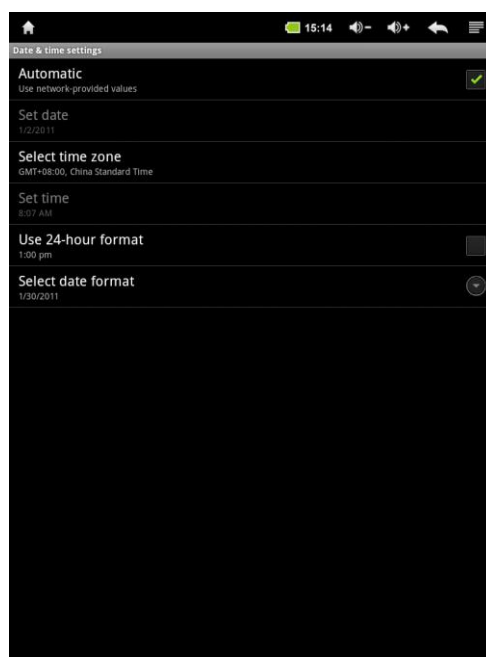 15:14
Date & time settings
Automatic
Use network-provided values
Set date
1/2/2011
Select time zone
GMT+08:00, China Standard Time
Set time
8:07 AM
Use 24-hour format
1:00 pm
Select date format
1/30/2011